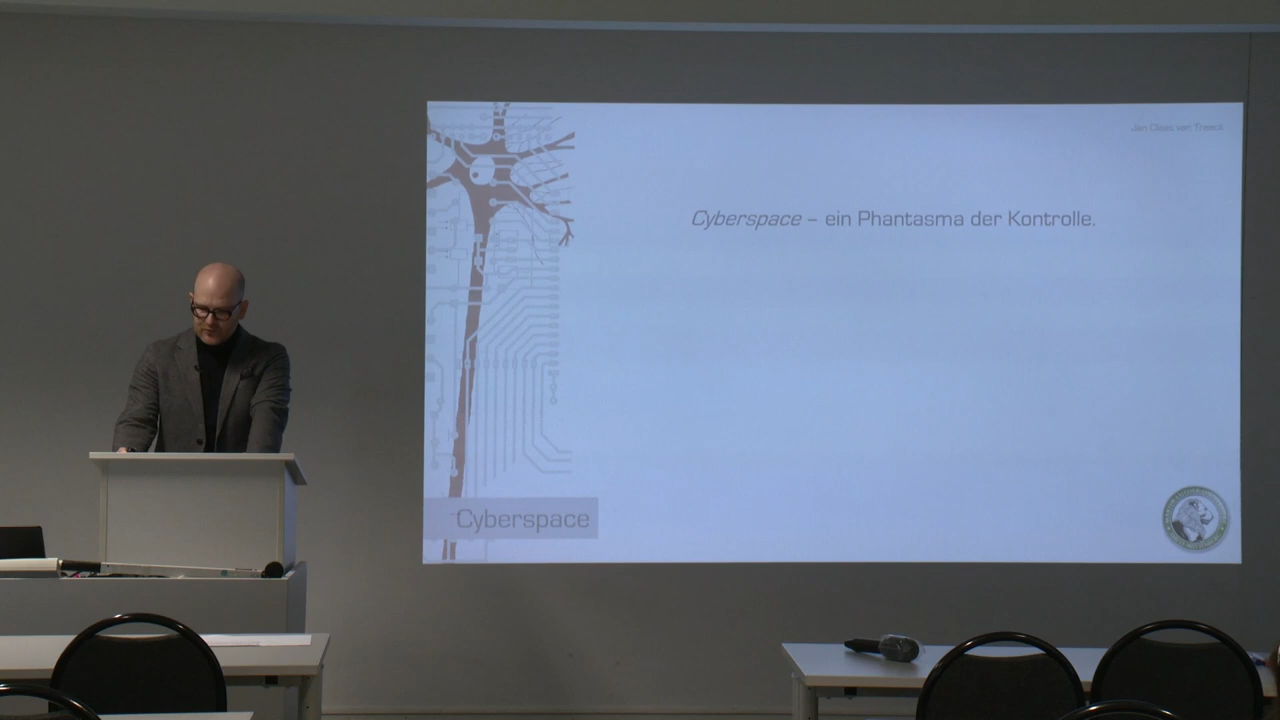 Jan Claas van Treeck
Cyberspace – ein Phantasma der Kontrolle.
Cyberspace